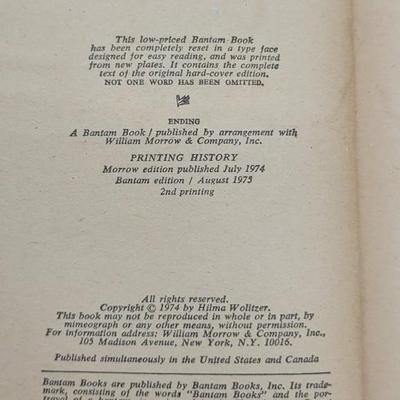 This low-priced Bantam Book
has been completely reset in a type face
designed for easy reading, and was printed
from new plates. It contains the complete
text of the original hard-cover edition.
NOT ONE WORD HAS BEEN OMITTED.
ENDING
A Bantam Book / published by arrangement with
William Morrow & Company, Inc.
PRINTING HISTORY
Morrow edition published July 1974
Bantam edition / August 1975
2nd printing
All rights reserved.
Copyright © 1974 by Hilma Wolitzer.
This book may not be reproduced in whole or in part, by
mimeograph or any other means, without permission.
For information address: William Morrow & Company, Inc.,
105 Madison Avenue, New York, N.Y. 10016.
Published simultaneously in the United States and Canada
Bantam Books are published by Bantam Books, Inc. Its trade-
mark, consisting of the words "Bantam Books" and the por-
trayal of a bantam